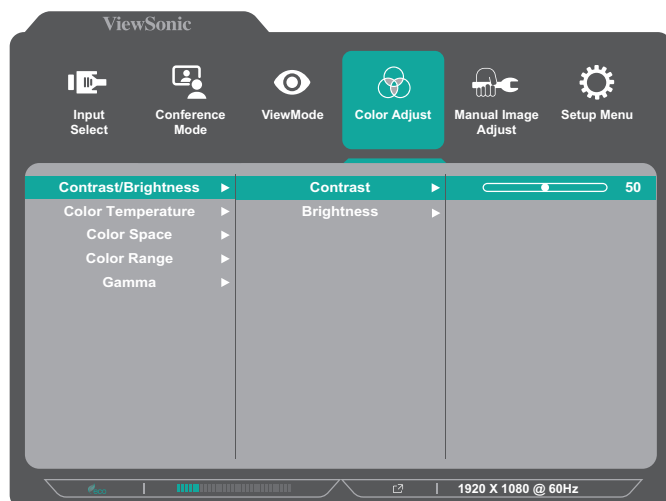 ViewSonic
Input Select
Conference Mode
ViewMode
Color Adjust
Manual Image Adjust
Setup Menu
Contrast/Brightness
Contrast
50
Color Temperature
Brightness
Color Space
Color Range
Gamma
eco
1920 X 1080 @ 60Hz